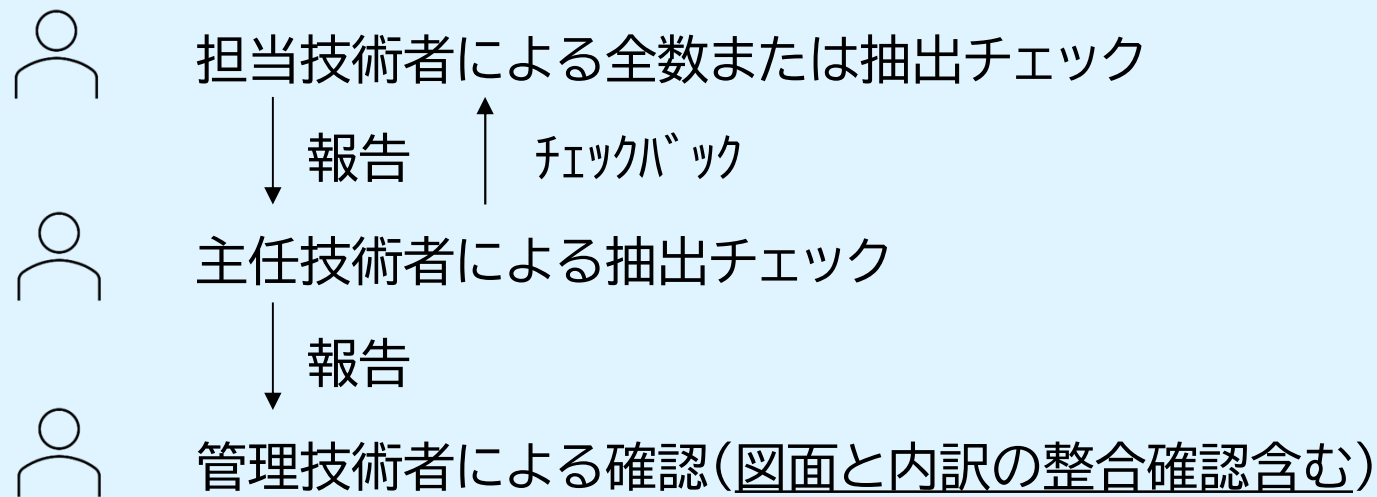 担当技術者による全数または抽出チェック
報告 ﾁｪｯｸﾊﾞｯｸ
主任技術者による抽出チェック
報告
管理技術者による確認(図面と内訳の整合確認含む)